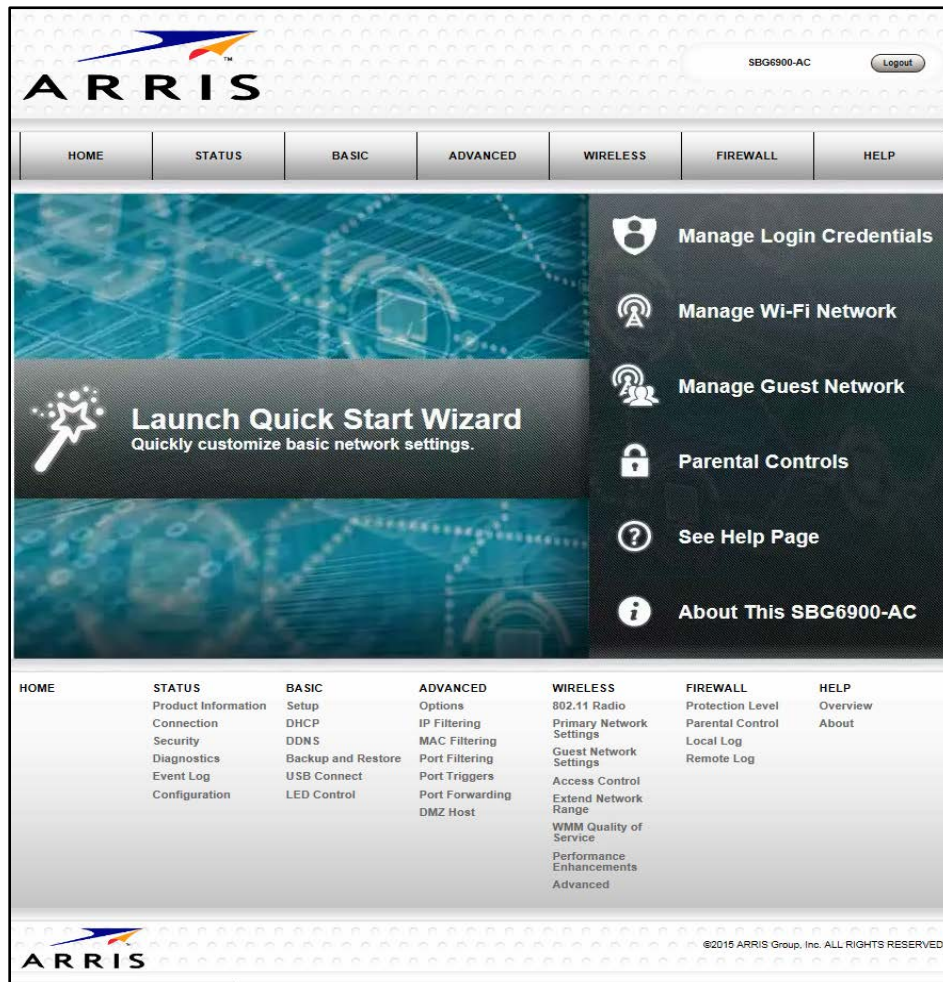 ARRIS™
SBG6900-AC
Logout
HOME
STATUS
BASIC
ADVANCED
WIRELESS
FIREWALL
HELP
Launch Quick Start Wizard
Quickly customize basic network settings.
Manage Login Credentials
Manage Wi-Fi Network
Manage Guest Network
Parental Controls
See Help Page
About This SBG6900-AC
HOME
STATUS
Product Information
Connection
Security
Diagnostics
Event Log
Configuration
BASIC
Setup
DHCP
DDNS
Backup and Restore
USB Connect
LED Control
ADVANCED
Options
IP Filtering
MAC Filtering
Port Filtering
Port Triggers
Port Forwarding
DMZ Host
WIRELESS
802.11 Radio
Primary Network
Settings
Guest Network
Settings
Access Control
Extend Network
Range
WMM Quality of
Service
Performance
Enhancements
Advanced
FIREWALL
Protection Level
Parental Control
Local Log
Remote Log
HELP
Overview
About
ARRIS
©2015 ARRIS Group, Inc. ALL RIGHTS RESERVED